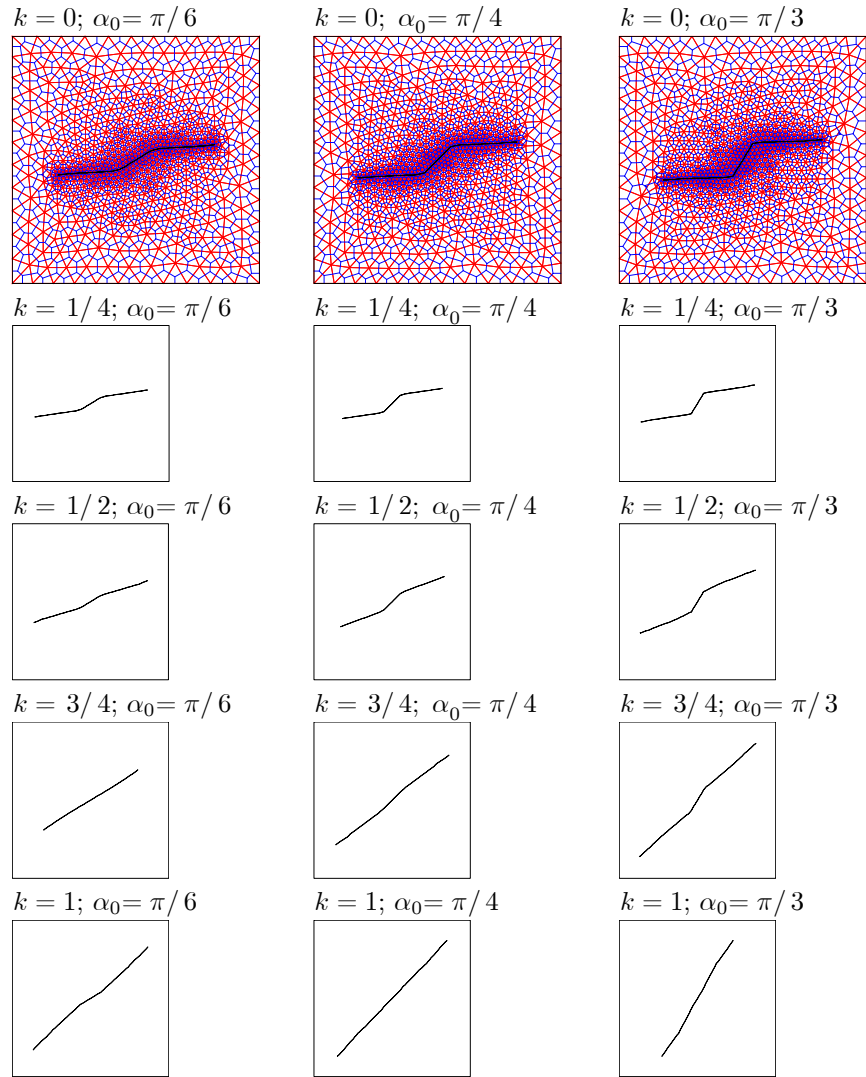 k = 0; α₀= π/6
k = 0; α₀= π/4
k = 0; α₀= π/3
k = 1/4; α₀= π/6
k = 1/4; α₀= π/4
k = 1/4; α₀= π/3
k = 1/2; α₀= π/6
k = 1/2; α₀= π/4
k = 1/2; α₀= π/3
k = 3/4; α₀= π/6
k = 3/4; α₀= π/4
k = 3/4; α₀= π/3
k = 1; α₀= π/6
k = 1; α₀= π/4
k = 1; α₀= π/3